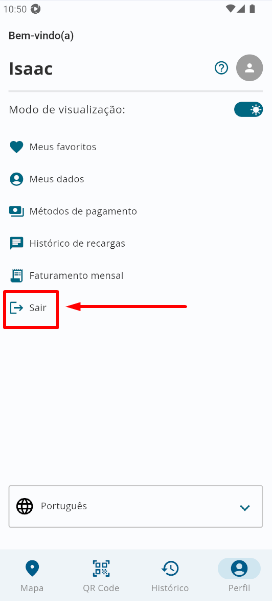 10:50
Bem-vindo(a)
Isaac
Modo de visualização:
Meus favoritos
Meus dados
Métodos de pagamento
Histórico de recargas
Faturamento mensal
Sair
Português
Mapa
QR Code
Histórico
Perfil